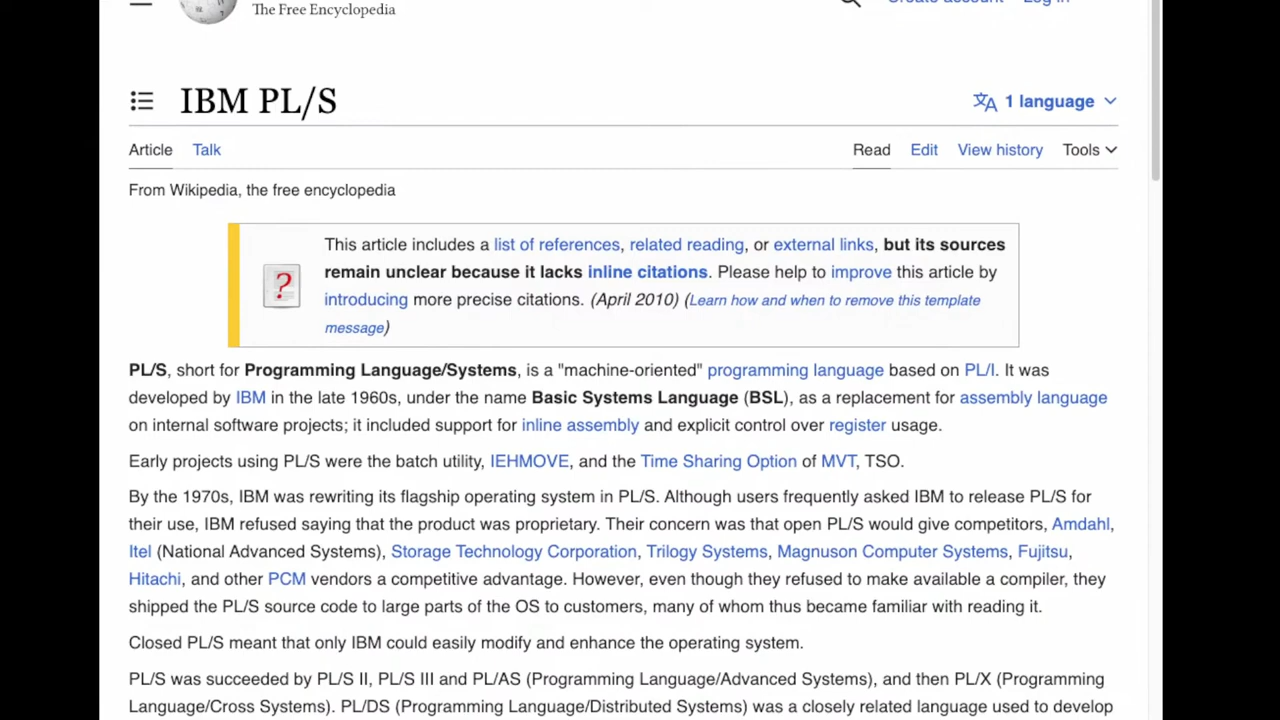 The Free Encyclopedia
Create account Log in
IBM PL/S
1 language
Article Talk Read Edit View history Tools
From Wikipedia, the free encyclopedia
This article includes a list of references, related reading, or external links, but its sources
remain unclear because it lacks inline citations. Please help to improve this article by
introducing more precise citations. (April 2010) (Learn how and when to remove this template
message)
PL/S, short for Programming Language/Systems, is a "machine-oriented" programming language based on PL/I. It was
developed by IBM in the late 1960s, under the name Basic Systems Language (BSL), as a replacement for assembly language
on internal software projects; it included support for inline assembly and explicit control over register usage.
Early projects using PL/S were the batch utility, IEHMOVE, and the Time Sharing Option of MVT, TSO.
By the 1970s, IBM was rewriting its flagship operating system in PL/S. Although users frequently asked IBM to release PL/S for
their use, IBM refused saying that the product was proprietary. Their concern was that open PL/S would give competitors, Amdahl,
Itel (National Advanced Systems), Storage Technology Corporation, Trilogy Systems, Magnuson Computer Systems, Fujitsu,
Hitachi, and other PCM vendors a competitive advantage. However, even though they refused to make available a compiler, they
shipped the PL/S source code to large parts of the OS to customers, many of whom thus became familiar with reading it.
Closed PL/S meant that only IBM could easily modify and enhance the operating system.
PL/S was succeeded by PL/S II, PL/S III and PL/AS (Programming Language/Advanced Systems), and then PL/X (Programming
Language/Cross Systems). PL/DS (Programming Language/Distributed Systems) was a closely related language used to develop